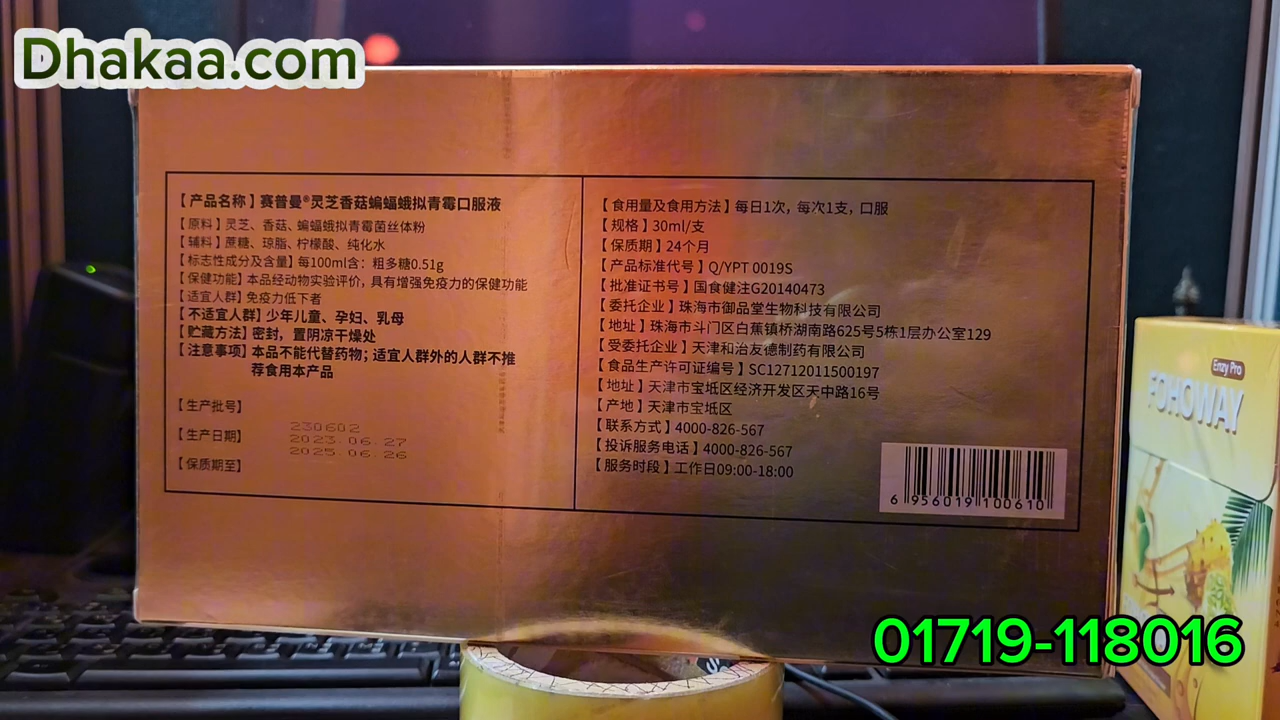 Dhakaa.com
【产品名称】赛普曼®灵芝香菇蝙蝠蛾拟青霉口服液
【原料】灵芝、香菇、蝙蝠蛾拟青霉菌丝体粉
【辅料】蔗糖、琼脂、柠檬酸、纯化水
【标志性成分及含量】每100ml含：粗多糖0.51g
【保健功能】本品经动物实验评价，具有增强免疫力的保健功能
【适宜人群】免疫力低下者
【不适宜人群】少年儿童、孕妇、乳母
【贮藏方法】密封，置阴凉干燥处
【注意事项】本品不能代替药物；适宜人群外的人群不推
荐食用本产品
【生产批号】
230602
【生产日期】
2023.06.27
【保质期至】
2025.06.26
【食用量及食用方法】每日1次，每次1支，口服
【规格】30ml/支
【保质期】24个月
【产品标准代号】Q/YPT 0019S
【批准证书号】国食健注G20140473
【委托企业】珠海市御品堂生物科技有限公司
【地址】珠海市斗门区白蕉镇桥湖南路625号5栋1层办公室129
【受委托企业】天津和治友德制药有限公司
【食品生产许可证编号】SC12712011500197
【地址】天津市宝坻区经济开发区天中路16号
【产地】天津市宝坻区
【联系方式】4000-826-567
【投诉服务电话】4000-826-567
【服务时段】工作日09:00-18:00
6 956019 100610
Enzy Pro
FOHOWAY
01719-118016